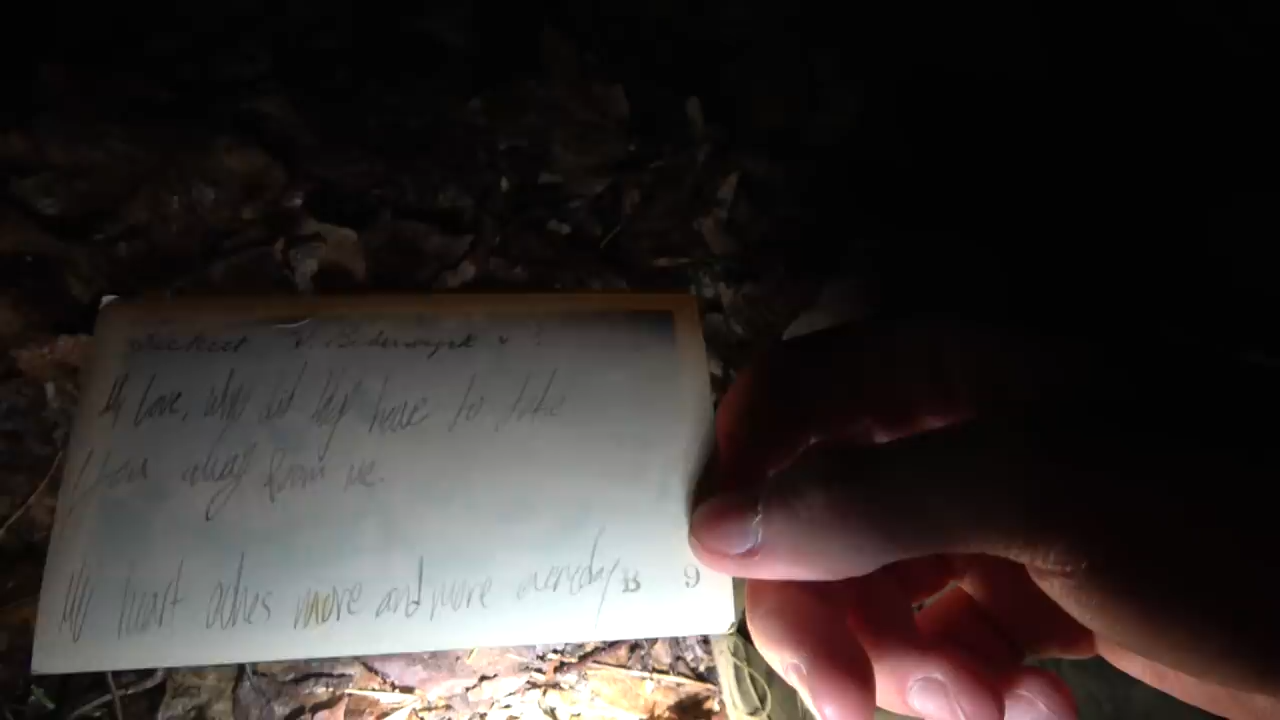 My love, why did they have to take
you away from me.
My heart aches more and more everyday
B 9